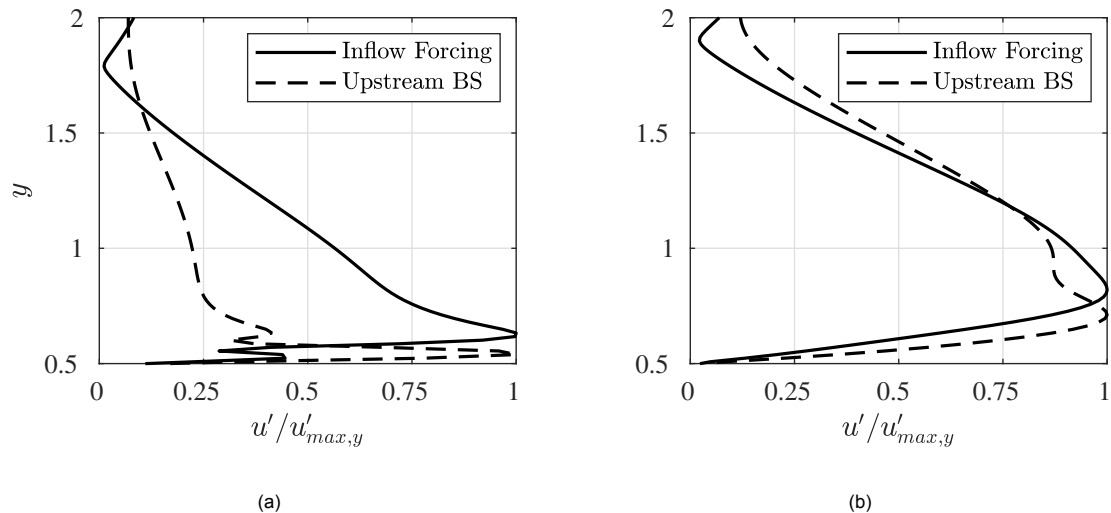 2
1.5
1
0.5
y
0 0.25 0.5 0.75 1
u′/u′max,y
Inflow Forcing
Upstream BS
(a)
2
1.5
1
0.5
0 0.25 0.5 0.75 1
u′/u′max,y
Inflow Forcing
Upstream BS
(b)